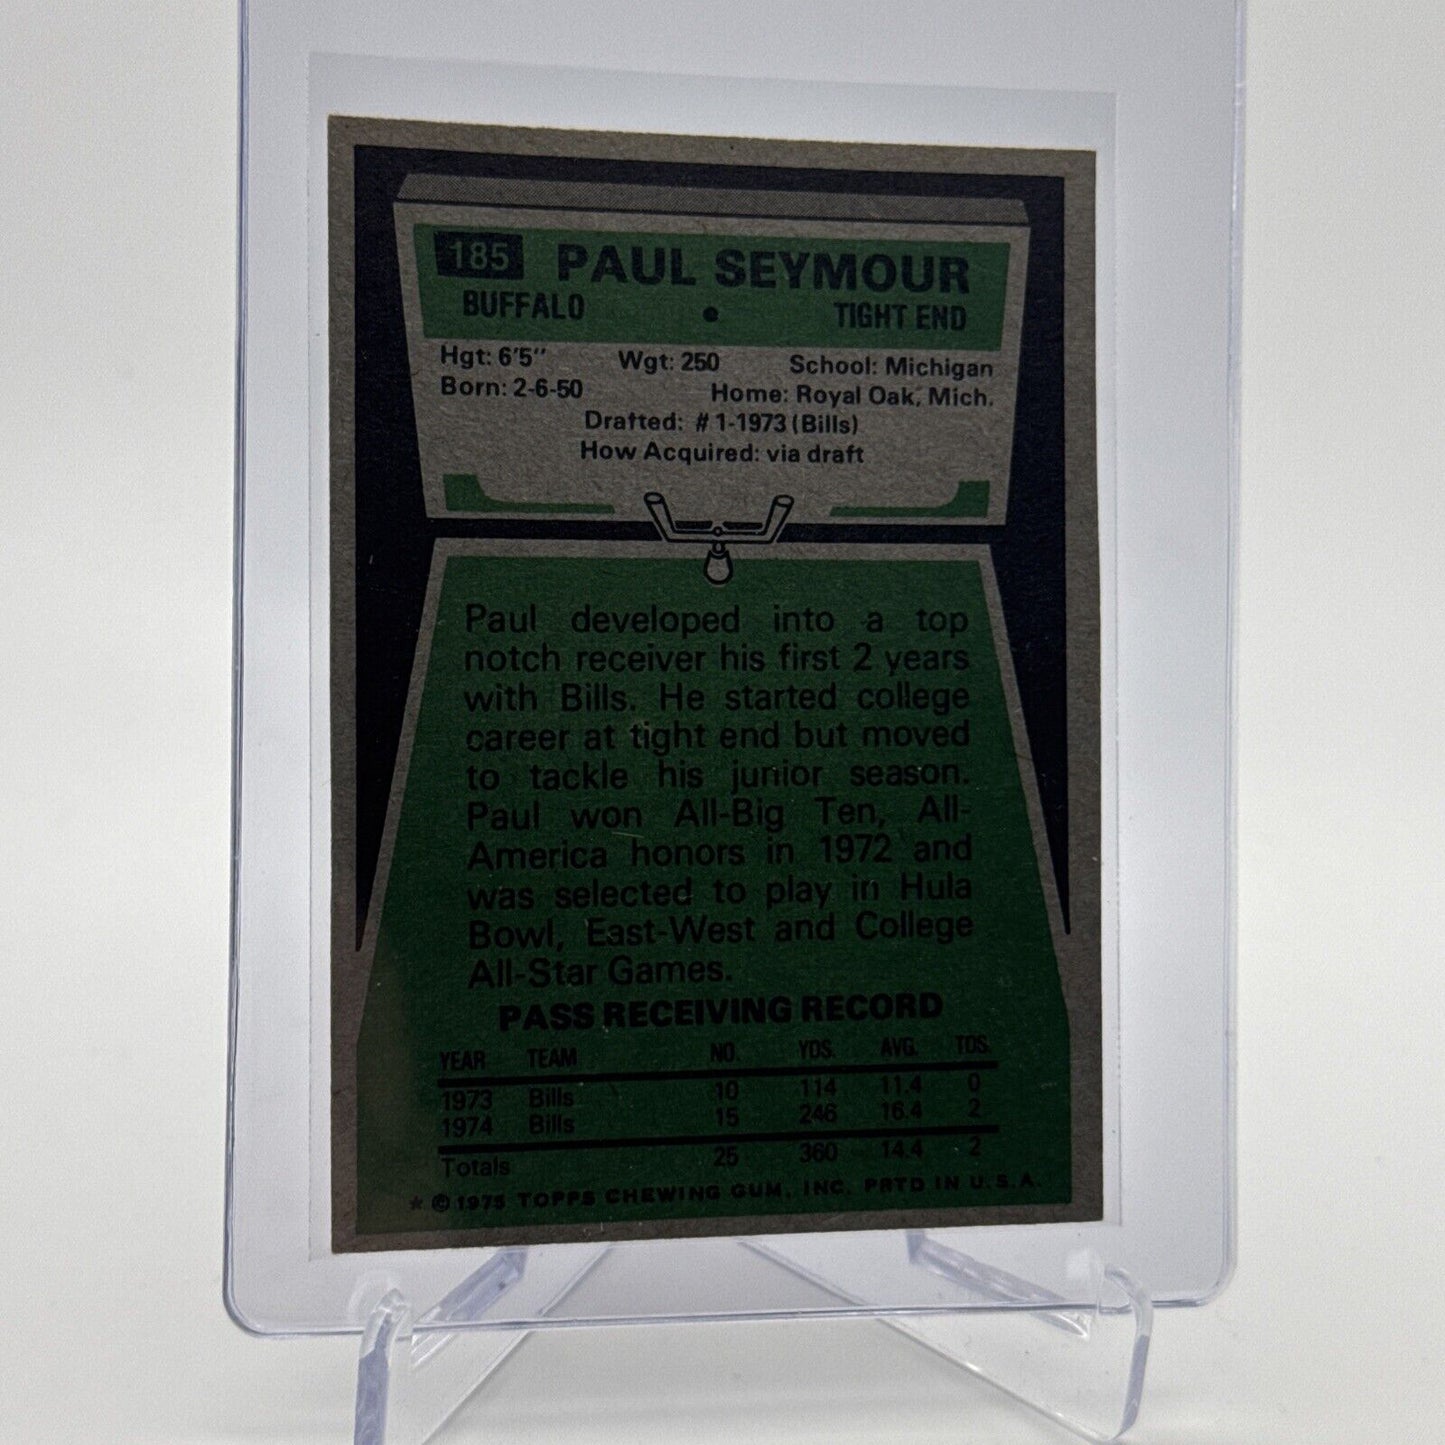 185 PAUL SEYMOUR
BUFFALO • TIGHT END
Hgt: 6'5" Wgt: 250 School: Michigan
Born: 2-6-50 Home: Royal Oak, Mich.
Drafted: #1-1973 (Bills)
How Acquired: via draft
Paul developed into a top
notch receiver his first 2 years
with Bills. He started college
career at tight end but moved
to tackle his junior season.
Paul won All-Big Ten, All-
America honors in 1972 and
was selected to play in Hula
Bowl, East-West and College
All-Star Games.
PASS RECEIVING RECORD
YEAR TEAM NO. YDS. AVG. TDS.
1973 Bills 10 114 11.4 0
1974 Bills 15 246 16.4 2
Totals 25 360 14.4 2
* © 1975 TOPPS CHEWING GUM, INC. PRTD IN U.S.A.